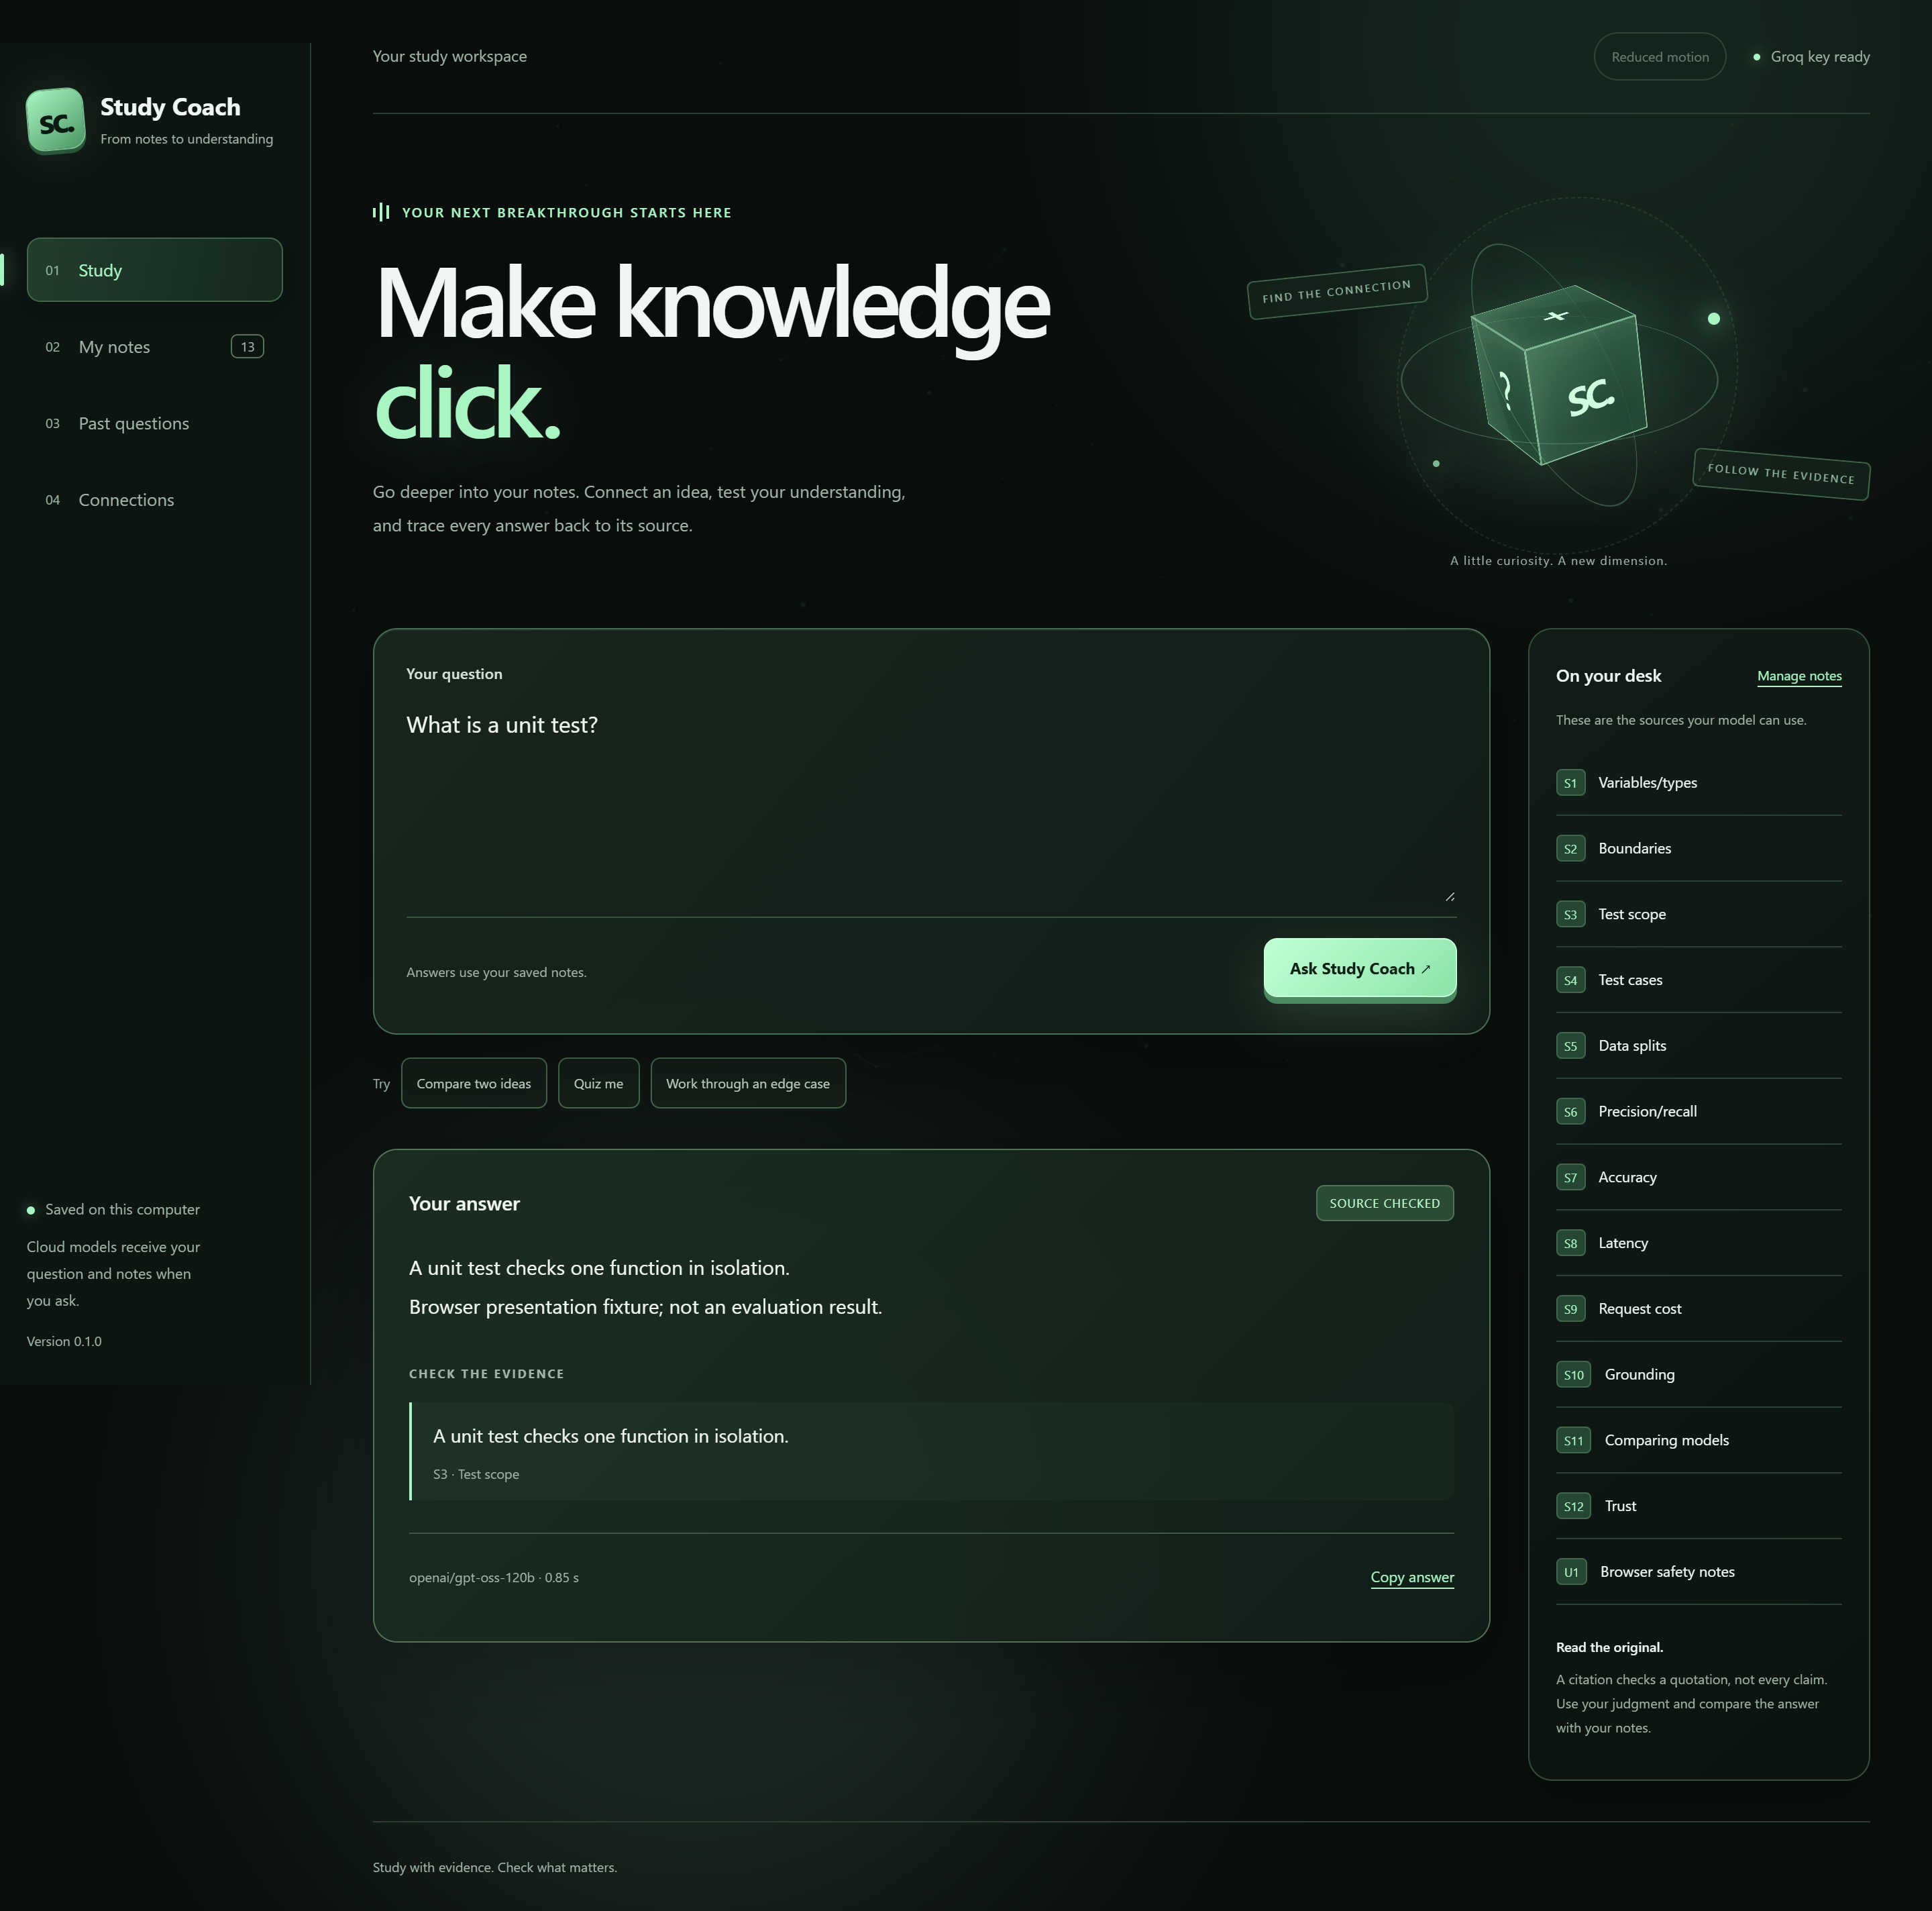 sc.
Study Coach
From notes to understanding
01 Study
02 My notes 13
03 Past questions
04 Connections
Saved on this computer
Cloud models receive your
question and notes when
you ask.
Version 0.1.0
Your study workspace
Reduced motion
Groq key ready
YOUR NEXT BREAKTHROUGH STARTS HERE
Make knowledge
click.
Go deeper into your notes. Connect an idea, test your understanding,
and trace every answer back to its source.
FIND THE CONNECTION
+
?
sc.
FOLLOW THE EVIDENCE
A little curiosity. A new dimension.
Your question
What is a unit test?
Answers use your saved notes.
Ask Study Coach ↗
Try
Compare two ideas
Quiz me
Work through an edge case
Your answer
SOURCE CHECKED
A unit test checks one function in isolation.
Browser presentation fixture; not an evaluation result.
CHECK THE EVIDENCE
A unit test checks one function in isolation.
S3 · Test scope
openai/gpt-oss-120b · 0.85 s
Copy answer
On your desk
Manage notes
These are the sources your model can use.
S1 Variables/types
S2 Boundaries
S3 Test scope
S4 Test cases
S5 Data splits
S6 Precision/recall
S7 Accuracy
S8 Latency
S9 Request cost
S10 Grounding
S11 Comparing models
S12 Trust
U1 Browser safety notes
Read the original.
A citation checks a quotation, not every claim.
Use your judgment and compare the answer
with your notes.
Study with evidence. Check what matters.